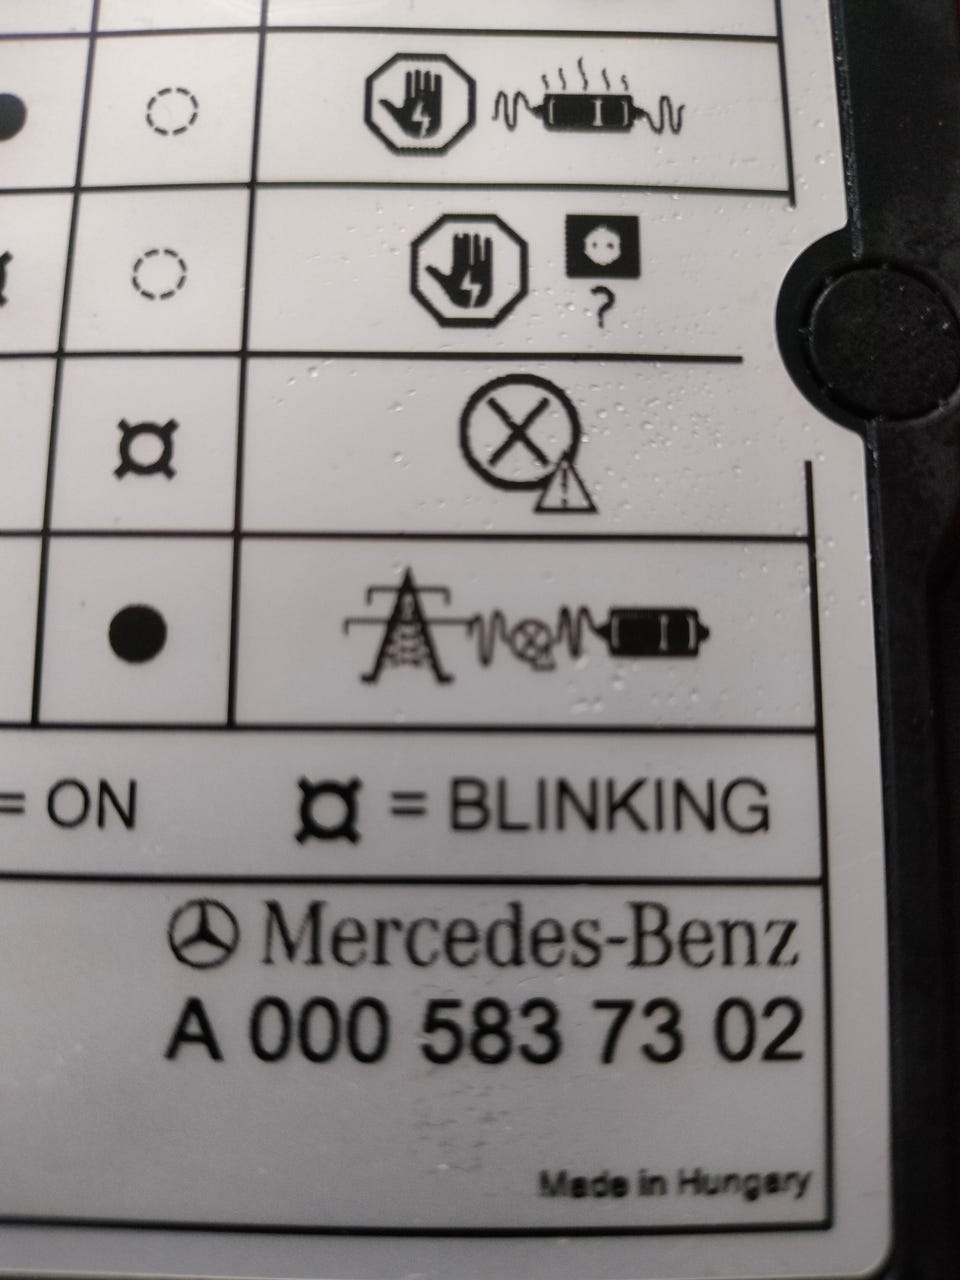 ?
= ON = BLINKING
Mercedes-Benz
A 000 583 73 02
Made in Hungary